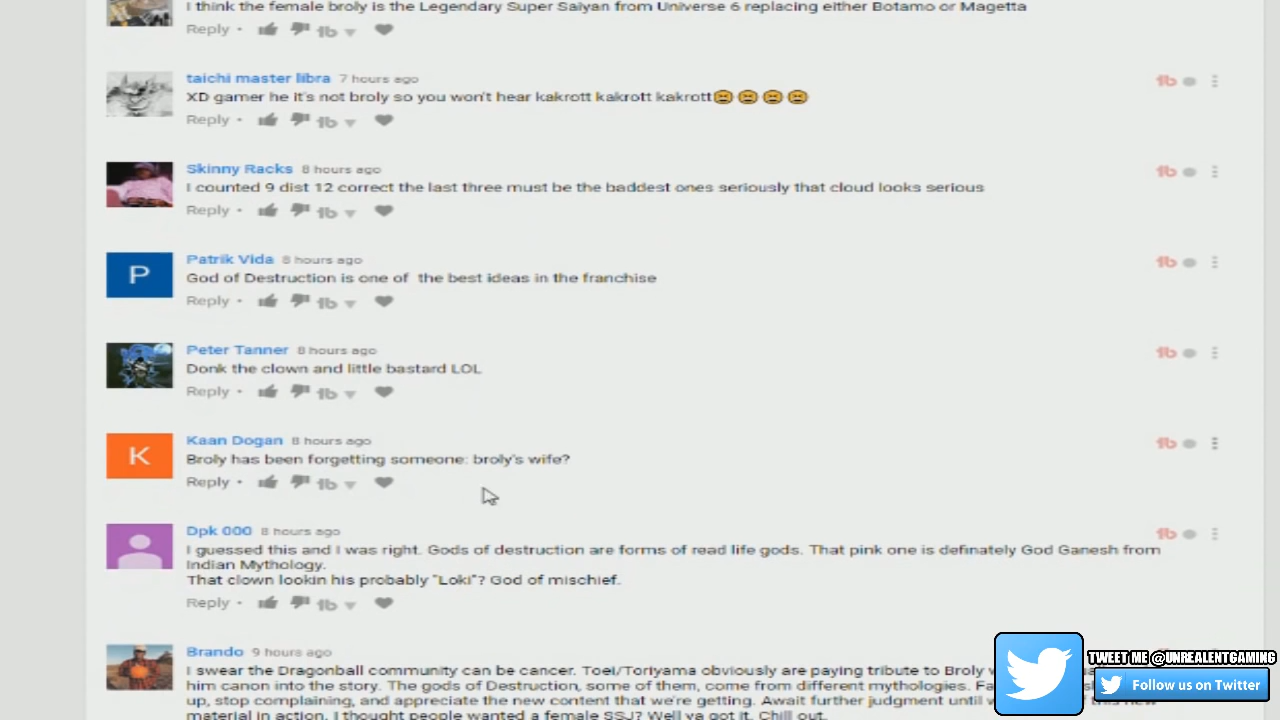 I think the female broly is the Legendary Super Saiyan from Universe 6 replacing either Botamo or Magetta
Reply •
taichi master libra 7 hours ago
XD gamer he it's not broly so you won't hear kakrott kakrott kakrott
Reply •
Skinny Racks 8 hours ago
I counted 9 dist 12 correct the last three must be the baddest ones seriously that cloud looks serious
Reply •
P
Patrik Vida 8 hours ago
God of Destruction is one of the best ideas in the franchise
Reply •
Peter Tanner 8 hours ago
Donk the clown and little bastard LOL
Reply •
K
Kaan Dogan 8 hours ago
Broly has been forgetting someone: broly's wife?
Reply •
Dpk 000 8 hours ago
I guessed this and I was right. Gods of destruction are forms of read life gods. That pink one is definately God Ganesh from
Indian Mythology.
That clown lookin his probably "Loki"? God of mischief.
Reply •
Brando 9 hours ago
I swear the Dragonball community can be cancer. Toei/Toriyama obviously are paying tribute to Broly
him canon into the story. The gods of Destruction, some of them, come from different mythologies.
up, stop complaining, and appreciate the new content that we're getting. Await further judgment until
material in action. I thought people wanted a female SSJ? Well ya got it. Chill out.
TWEET ME @UNREALENTGAMING
Follow us on Twitter